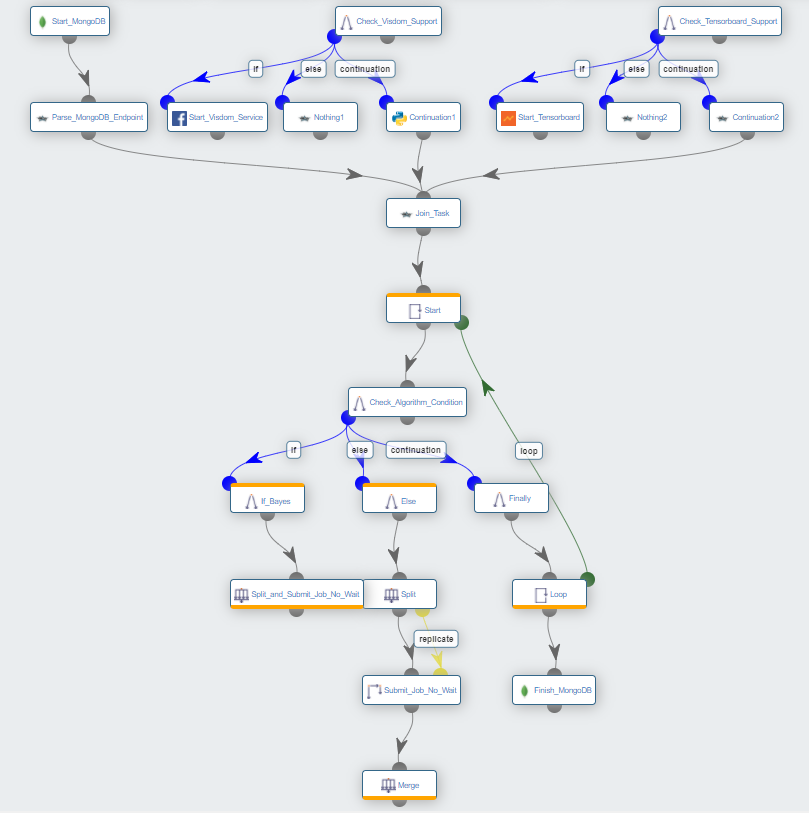 Start_MongoDB
Check_Visdom_Support
Check_Tensorboard_Support
if
else
continuation
if
else
continuation
Parse_MongoDB_Endpoint
Start_Visdom_Service
Nothing1
Continuation1
Start_Tensorboard
Nothing2
Continuation2
Join_Task
Start
Check_Algorithm_Condition
if
else
continuation
loop
If_Bayes
Else
Finally
Split_and_Submit_Job_No_Wait
Split
Loop
replicate
Submit_Job_No_Wait
Finish_MongoDB
Merge